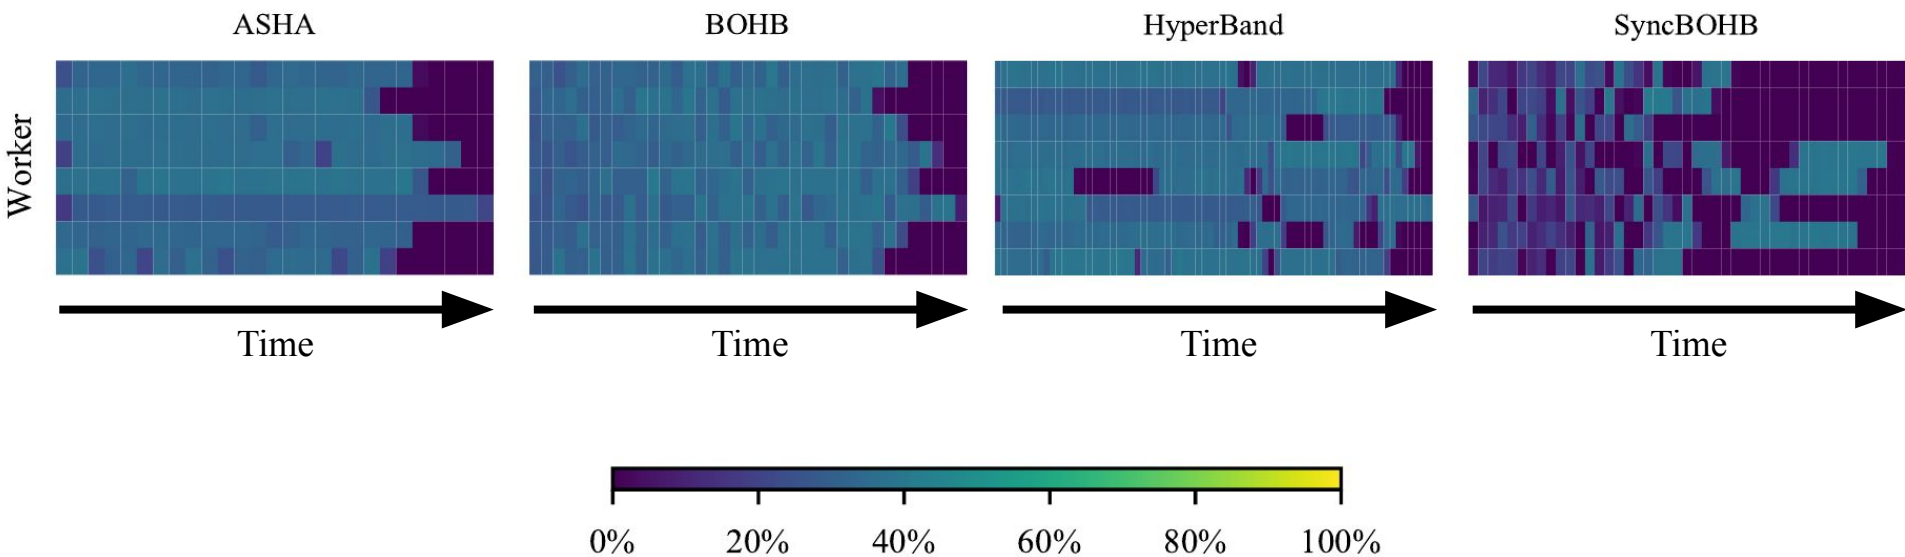 ASHA BOHB HyperBand SyncBOHB
Worker
Time Time Time Time
0% 20% 40% 60% 80% 100%